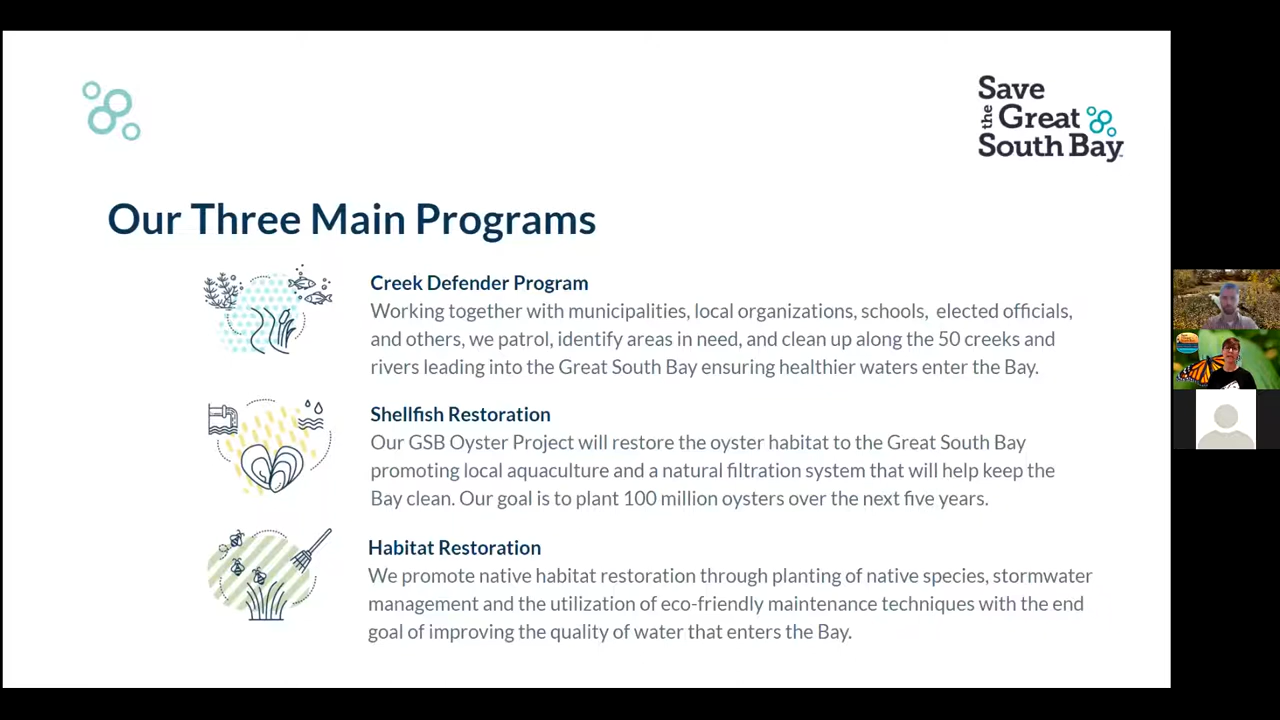 Save
the Great
South Bay
Our Three Main Programs
Creek Defender Program
Working together with municipalities, local organizations, schools, elected officials,
and others, we patrol, identify areas in need, and clean up along the 50 creeks and
rivers leading into the Great South Bay ensuring healthier waters enter the Bay.
Shellfish Restoration
Our GSB Oyster Project will restore the oyster habitat to the Great South Bay
promoting local aquaculture and a natural filtration system that will help keep the
Bay clean. Our goal is to plant 100 million oysters over the next five years.
Habitat Restoration
We promote native habitat restoration through planting of native species, stormwater
management and the utilization of eco-friendly maintenance techniques with the end
goal of improving the quality of water that enters the Bay.